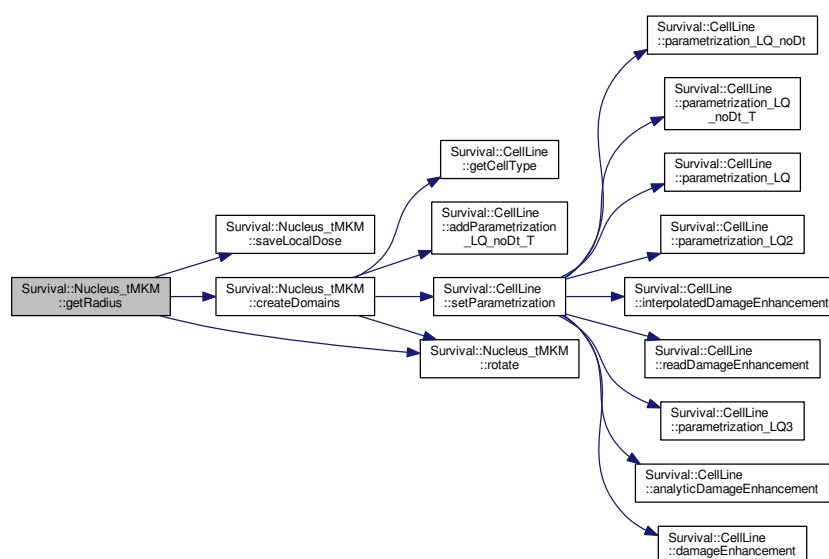 Survival::Nucleus_tMKM
::getRadius
Survival::Nucleus_tMKM
::saveLocalDose
Survival::Nucleus_tMKM
::createDomains
Survival::CellLine
::getCellType
Survival::CellLine
::addParametrization
_LQ_noDt_T
Survival::CellLine
::setParametrization
Survival::Nucleus_tMKM
::rotate
Survival::CellLine
::parametrization_LQ_noDt
Survival::CellLine
::parametrization_LQ
_noDt_T
Survival::CellLine
::parametrization_LQ
Survival::CellLine
::parametrization_LQ2
Survival::CellLine
::interpolatedDamageEnhancement
Survival::CellLine
::readDamageEnhancement
Survival::CellLine
::parametrization_LQ3
Survival::CellLine
::analyticDamageEnhancement
Survival::CellLine
::damageEnhancement